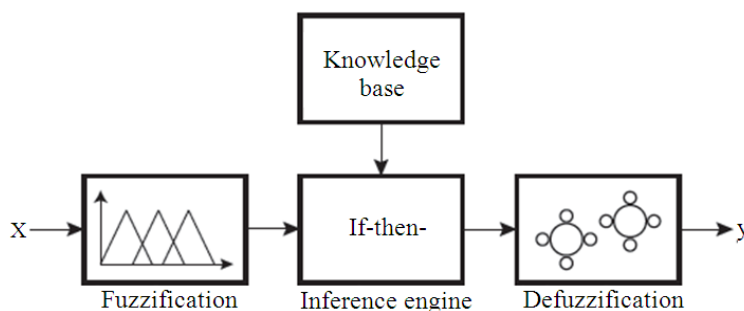 Knowledge
base
X
If-then-
y
Fuzzification
Inference engine
Defuzzification